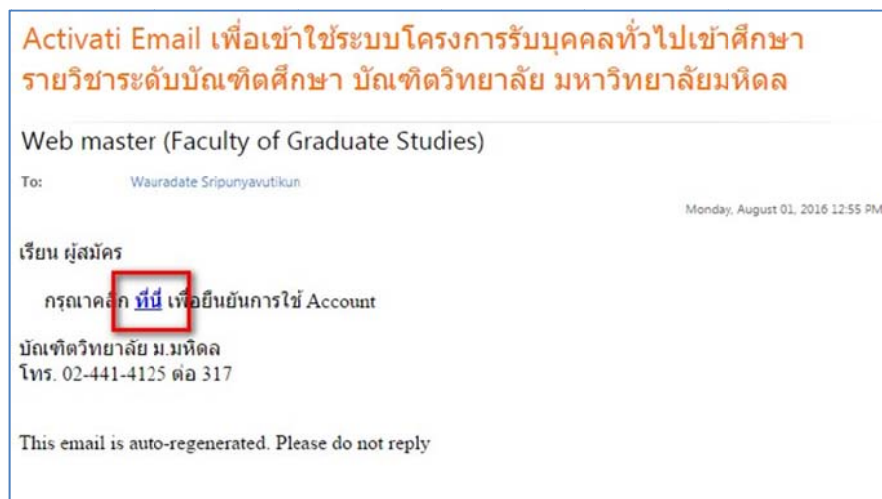 Activati Email เพื่อเข้าใช้ระบบโครงการรับบุคคลทั่วไปเข้าศึกษา
รายวิชาระดับบัณฑิตศึกษา บัณฑิตวิทยาลัย มหาวิทยาลัยมหิดล
Web master (Faculty of Graduate Studies)
To: Wauradate Sripunyavutikun
Monday, August 01, 2016 12:55 PM
เรียน ผู้สมัคร
กรุณาคลิก ที่นี่ เพื่อยืนยันการใช้ Account
บัณฑิตวิทยาลัย ม.มหิดล
โทร. 02-441-4125 ต่อ 317
This email is auto-regenerated. Please do not reply